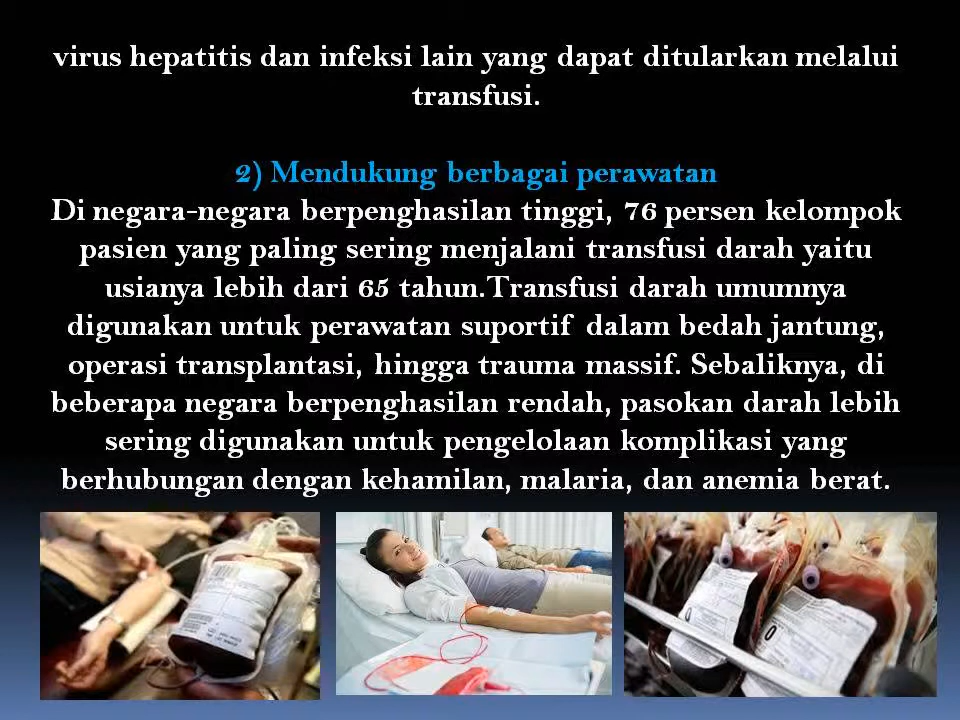 virus hepatitis dan infeksi lain yang dapat ditularkan melalui
transfusi.
2) Mendukung berbagai perawatan
Di negara-negara berpenghasilan tinggi, 76 persen kelompok
pasien yang paling sering menjalani transfusi darah yaitu
usianya lebih dari 65 tahun.Transfusi darah umumnya
digunakan untuk perawatan suportif dalam bedah jantung,
operasi transplantasi, hingga trauma massif. Sebaliknya, di
beberapa negara berpenghasilan rendah, pasokan darah lebih
sering digunakan untuk pengelolaan komplikasi yang
berhubungan dengan kehamilan, malaria, dan anemia berat.